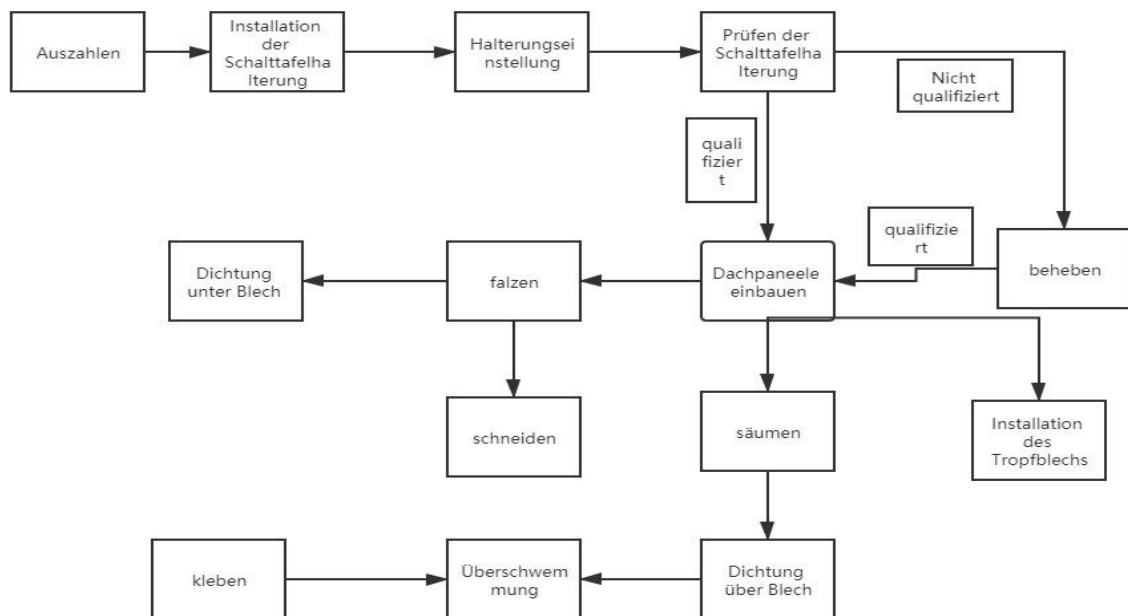 Auszahlen
Installation
der
Schalttafelha
lterung
Halterungsei
nstellung
Prüfen der
Schalttafelha
lterung
Nicht
qualifiziert
quali
fizier
t
qualifizie
rt
Dichtung
unter Blech
falzen
Dachpaneele
einbauen
beheben
schneiden
säumen
Installation
des
Tropfblechs
kleben
Überschwem
mung
Dichtung
über Blech